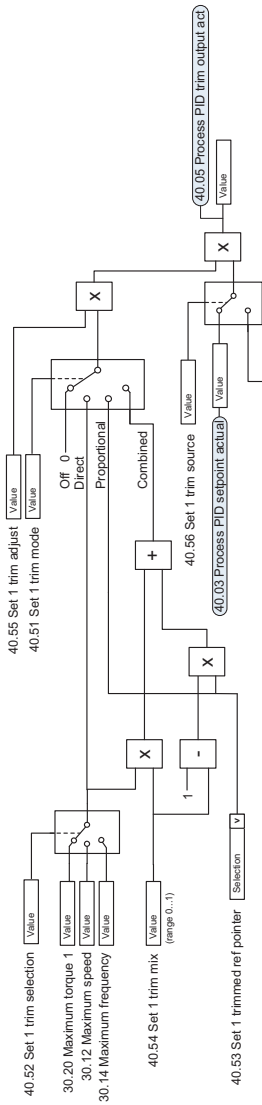 40.55 Set 1 trim adjust Value
40.51 Set 1 trim mode Value
40.52 Set 1 trim selection Value
30.20 Maximum torque 1 Value
30.12 Maximum speed Value
30.14 Maximum frequency Value
Off 0
Direct
Proportional
Combined
X
X
40.05 Process PID trim output act
Value
40.54 Set 1 trim mix Value
(range 0...1)
X
+
1
-
X
40.56 Set 1 trim source Value
40.03 Process PID setpoint actual Value
40.53 Set 1 trimmed ref pointer Selection v